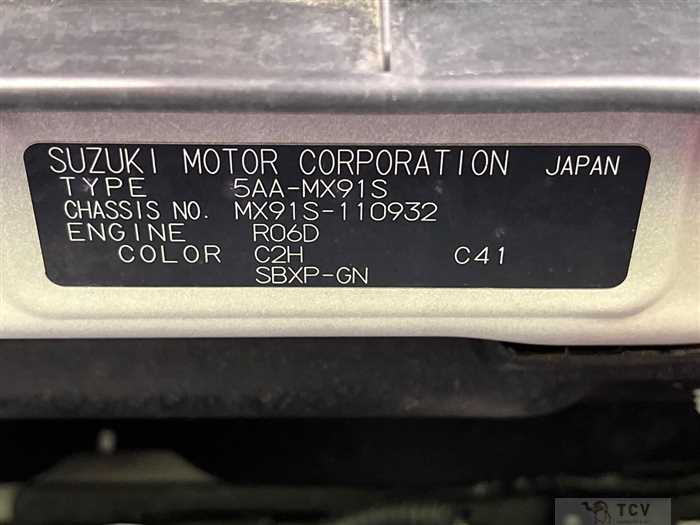 SUZUKI MOTOR CORPORATION JAPAN
TYPE 5AA-MX91S
CHASSIS NO. MX91S-110932
ENGINE R06D
COLOR C2H C41
SBXP-GN
TCV